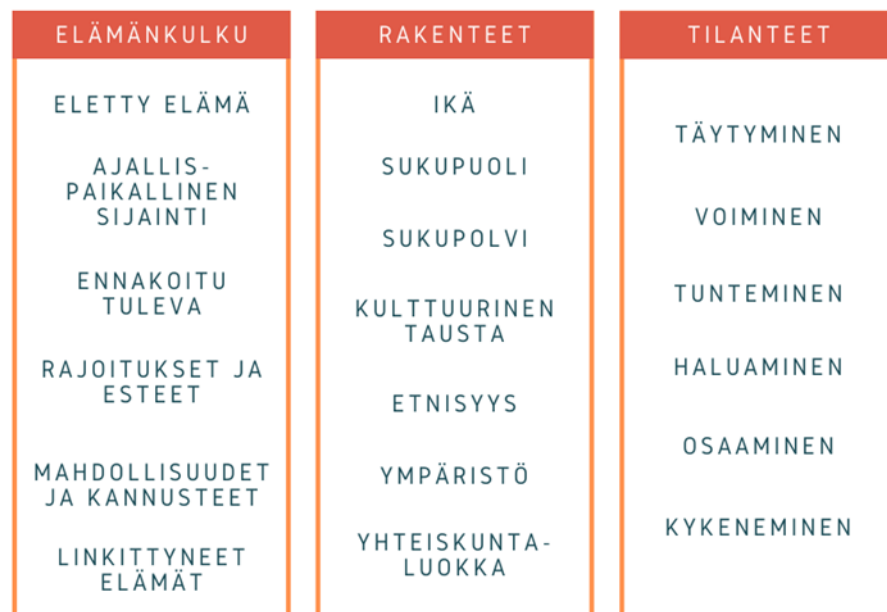 ELÄMÄNKULKU
ELETTY ELÄMÄ
AJALLIS-
PAIKALLINEN
SIJAINTI
ENNAKOITU
TULEVA
RAJOITUKSET JA
ESTEET
MAHDOLLISUUDET
JA KANNUSTEET
LINKITTYNEET
ELÄMÄT
RAKENTEET
IKÄ
SUKUPUOLI
SUKUPOLVI
KULTTUURINEN
TAUSTA
ETNISYYS
YMPÄRISTÖ
YHTEISKUNTA-
LUOKKA
TILANTEET
TÄYTYMINEN
VOIMINEN
TUNTEMINEN
HALUAMINEN
OSAAMINEN
KYKENEMINEN